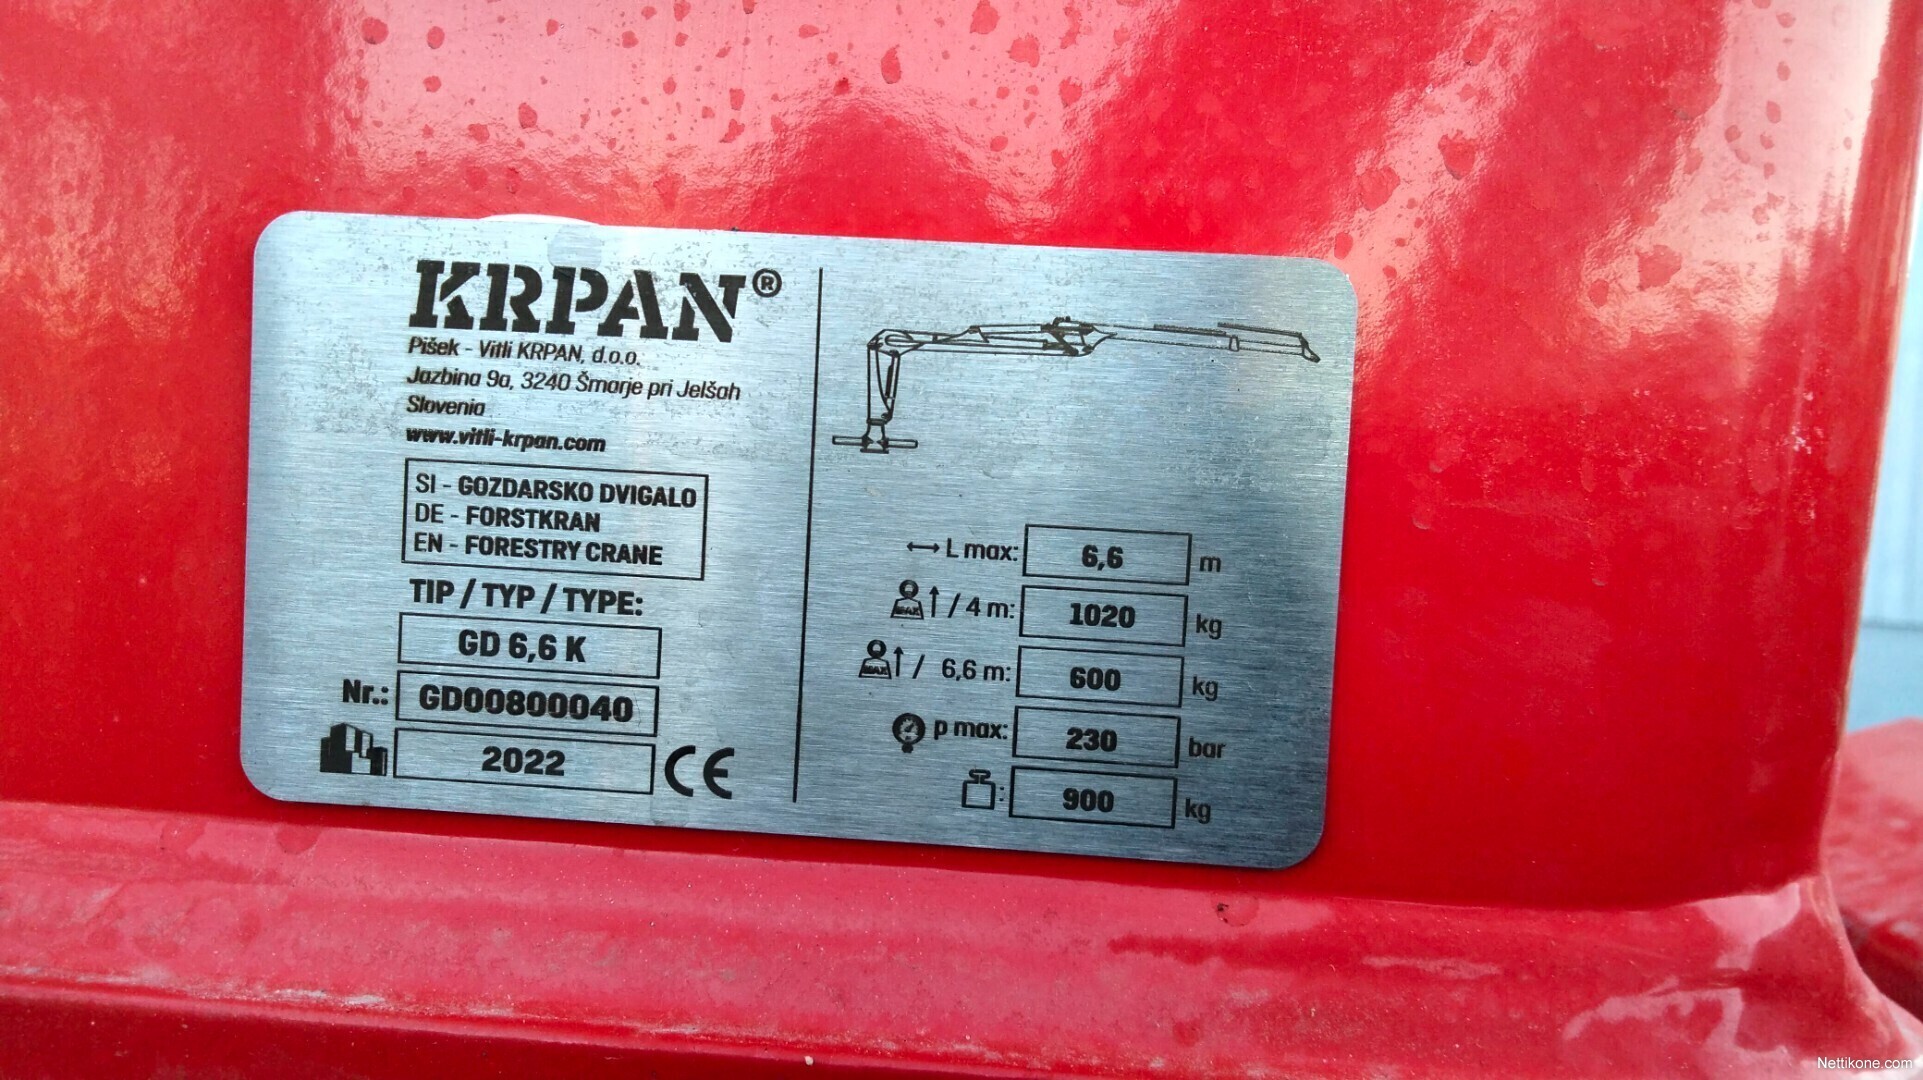 KRPAN®
Pišek - Vitli KRPAN, d.o.o.
Jazbina 9a, 3240 Šmarje pri Jelšah
Slovenia
www.vitli-krpan.com
SI - GOZDARSKO DVIGALO
DE - FORSTKRAN
EN - FORESTRY CRANE
TIP / TYP / TYPE:
GD 6,6 K
Nr.: GD00800040
2022 CE
L max: 6,6 m
MAX / 4 m: 1020 kg
MAX / 6,6 m: 600 kg
p max: 230 bar
: 900 kg
Nettikone.com